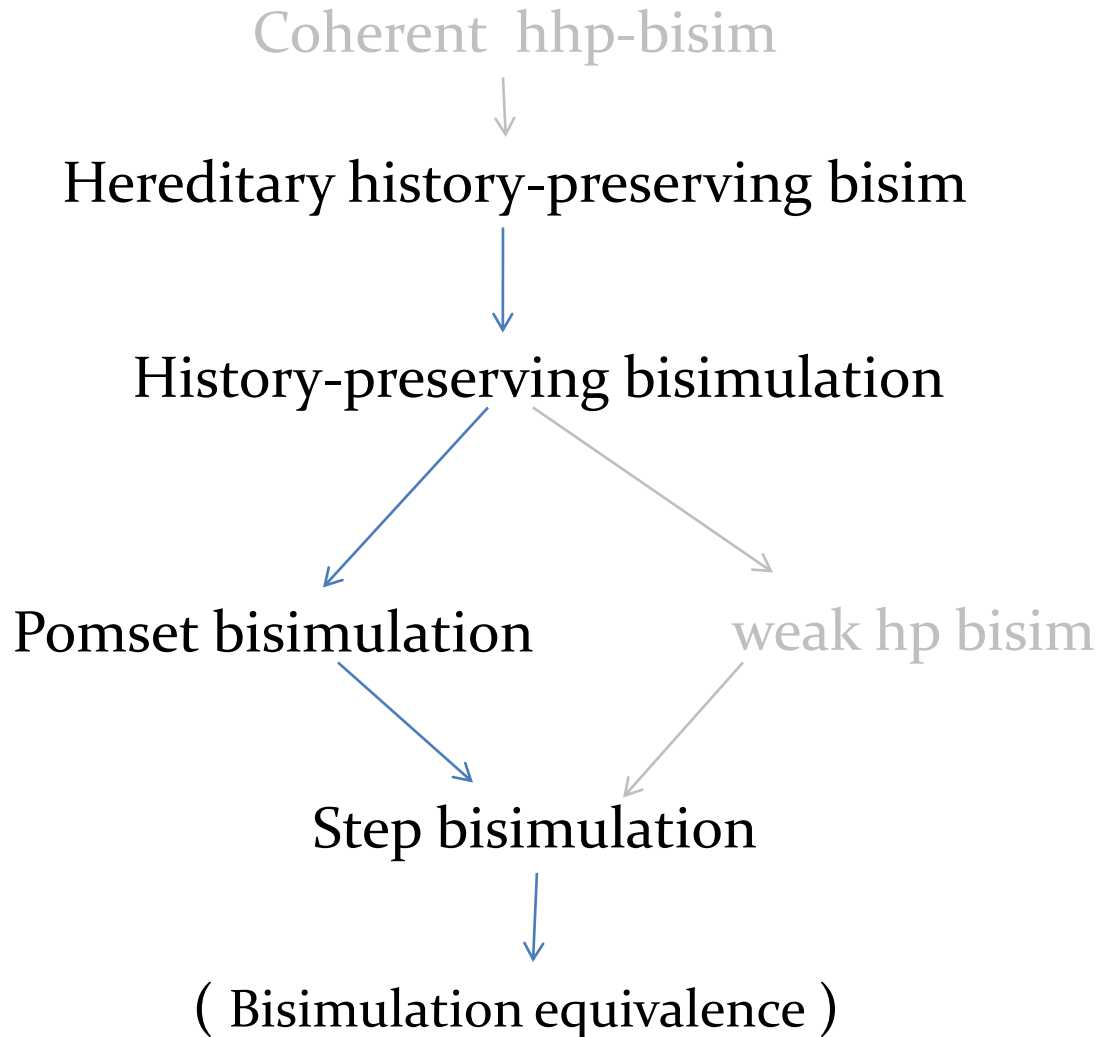 Coherent hhp-bisim
Hereditary history-preserving bisim
History-preserving bisimulation
Pomset bisimulation
weak hp bisim
Step bisimulation
( Bisimulation equivalence )